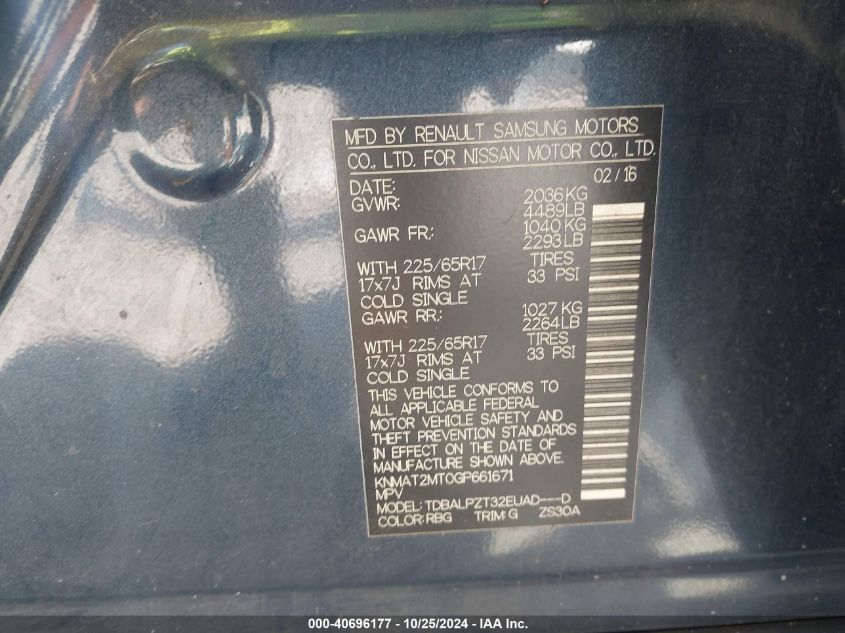 MFD BY RENAULT SAMSUNG MOTORS
CO., LTD. FOR NISSAN MOTOR CO., LTD.
DATE: 02/16
GVWR: 2036KG
4489LB
GAWR FR: 1040KG
2293LB
WITH 225/65R17 TIRES
17x7J RIMS AT 33 PSI
COLD SINGLE
GAWR RR: 1027KG
2264LB
WITH 225/65R17 TIRES
17x7J RIMS AT 33 PSI
COLD SINGLE
THIS VEHICLE CONFORMS TO
ALL APPLICABLE FEDERAL
MOTOR VEHICLE SAFETY AND
THEFT PREVENTION STANDARDS
IN EFFECT ON THE DATE OF
MANUFACTURE SHOWN ABOVE.
KNMAT2MT0GP661671
MPV
MODEL: TDBALPZT32EUAD---D
COLOR:RBG TRIM:G ZS30A
000-40696177 - 10/25/2024 - IAA Inc.